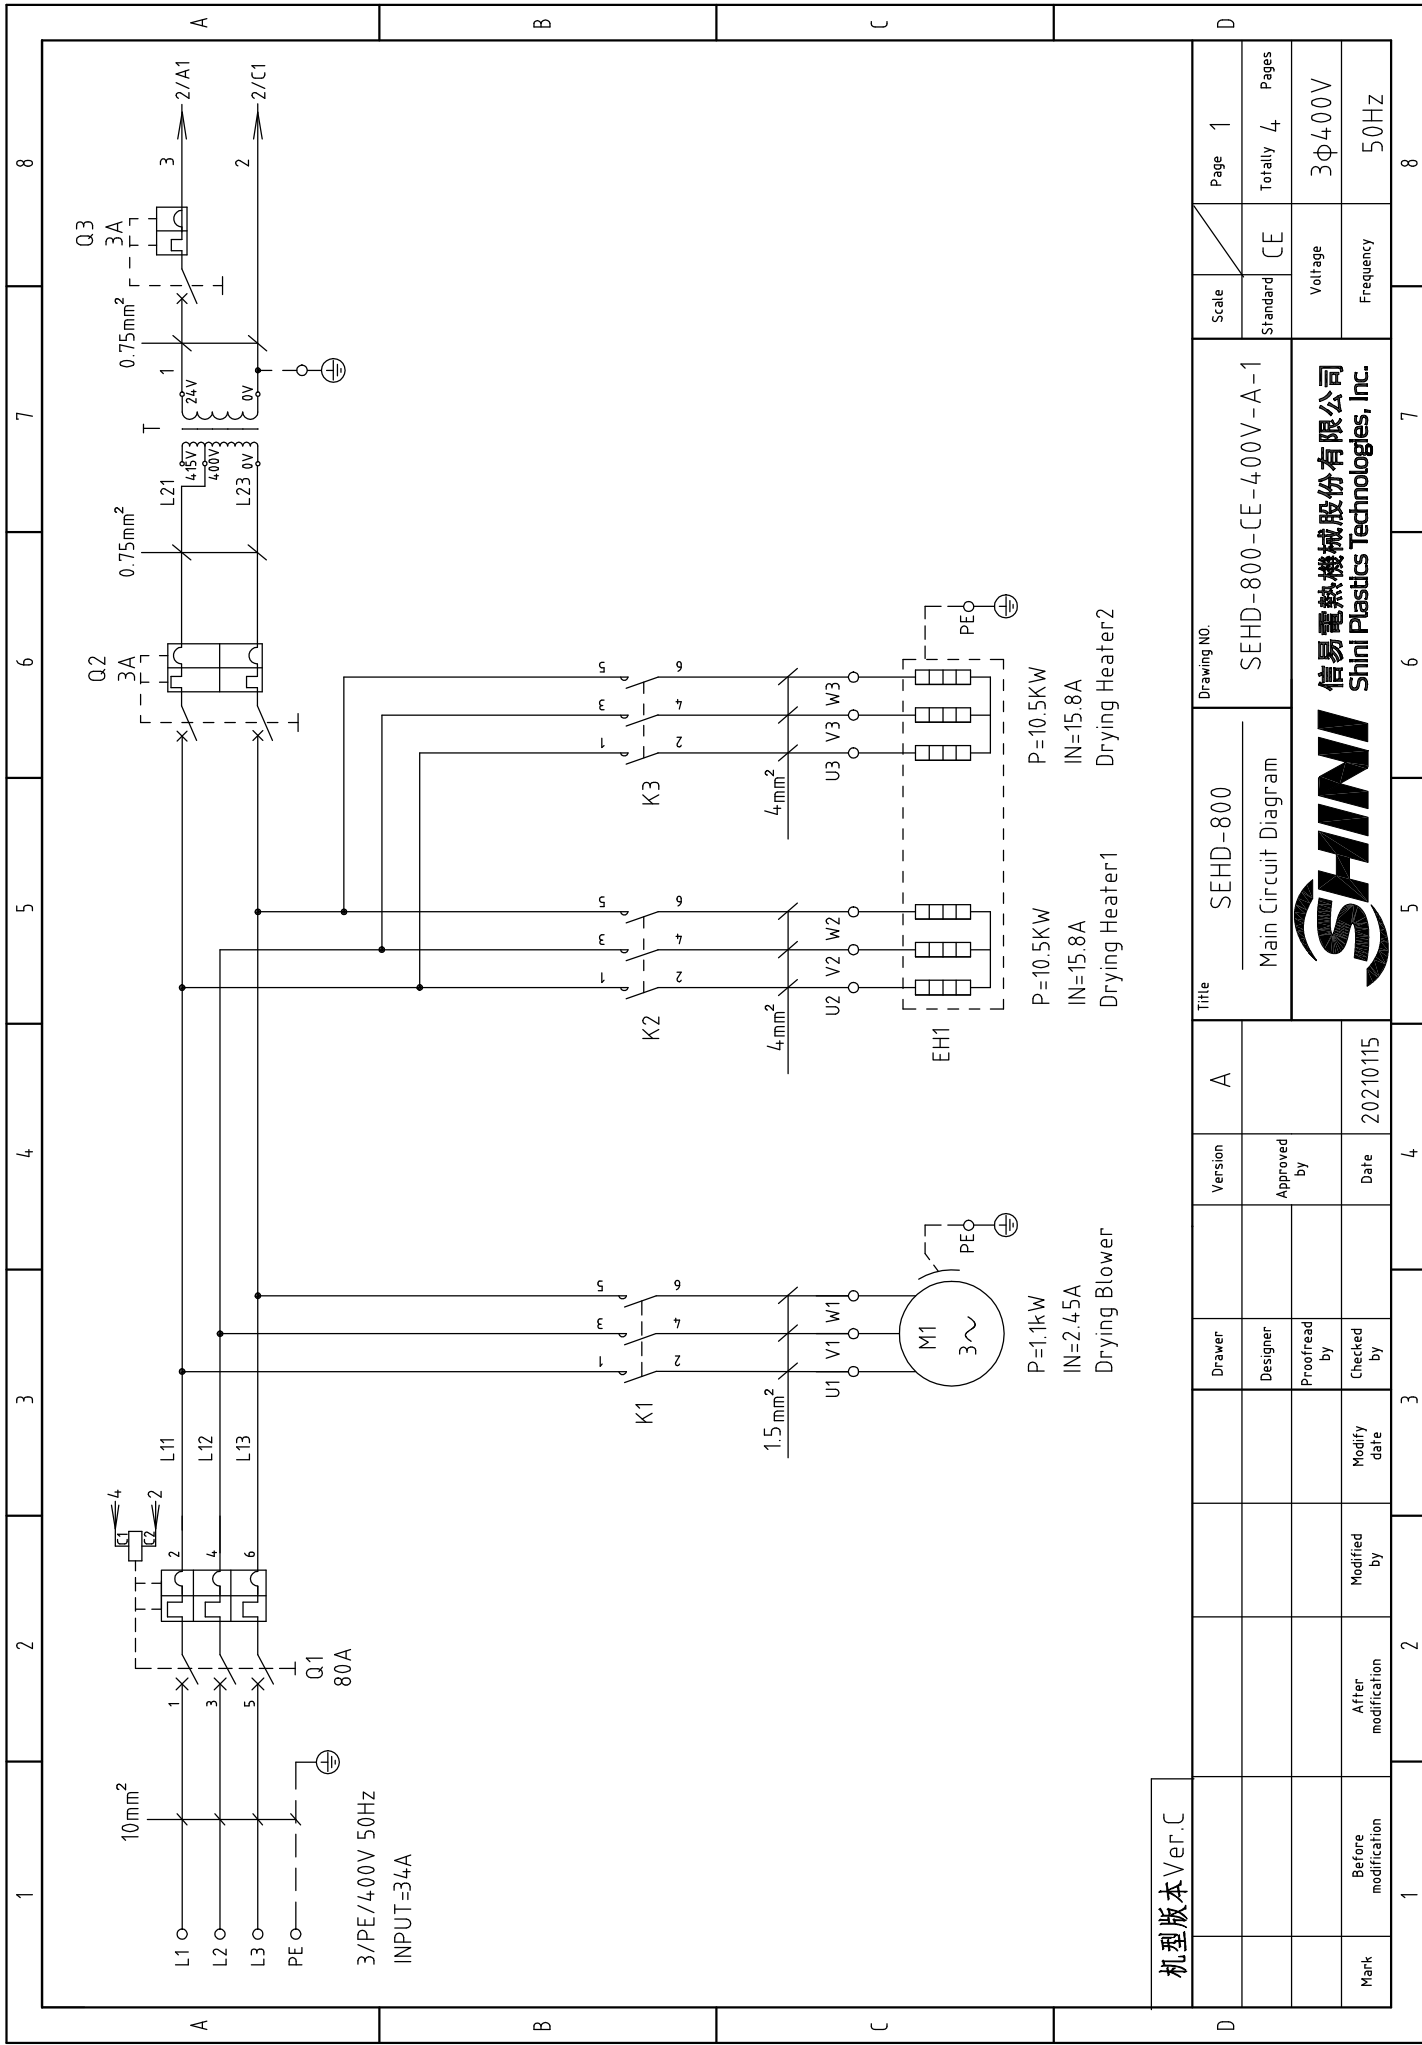 1 2 3 4 5 6 7 8
A
B
C
D
10mm²
L1
L2
L3
PE
3/PE/400V 50Hz
INPUT=34A
1
3
5
Q1
80A
2
4
6
C1
C2
4
2
L11
L12
L13
K1
1 3 5
2 4 6
1.5mm²
U1 V1 W1
M1
3~
PE
P=1.1kW
IN=2.45A
Drying Blower
K2
1 3 5
2 4 6
4mm²
U2 V2 W2
EH1
P=10.5KW
IN=15.8A
Drying Heater1
K3
1 3 5
2 4 6
4mm²
U3 V3 W3
PE
P=10.5KW
IN=15.8A
Drying Heater2
Q2
3A
0.75mm²
L21
L23
415V
400V
0V
T
24V
0V
1
0.75mm²
Q3
3A
3
2
2/A1
2/C1
机型版本Ver.C
Mark
Before
modification
After
modification
Modified
by
Modify
date
Drawer
Designer
Proofread
by
Checked
by
Version
A
Approved
by
Date
20210115
Title
SEHD-800
Main Circuit Diagram
Drawing NO.
SEHD-800-CE-400V-A-1
SHINI
信易電熱機械股份有限公司
Shini Plastics Technologies, Inc.
Scale
Page 1
Standard CE
Totally 4 Pages
Voltage
3Φ400V
Frequency
50Hz
A
B
C
D
1 2 3 4 5 6 7 8